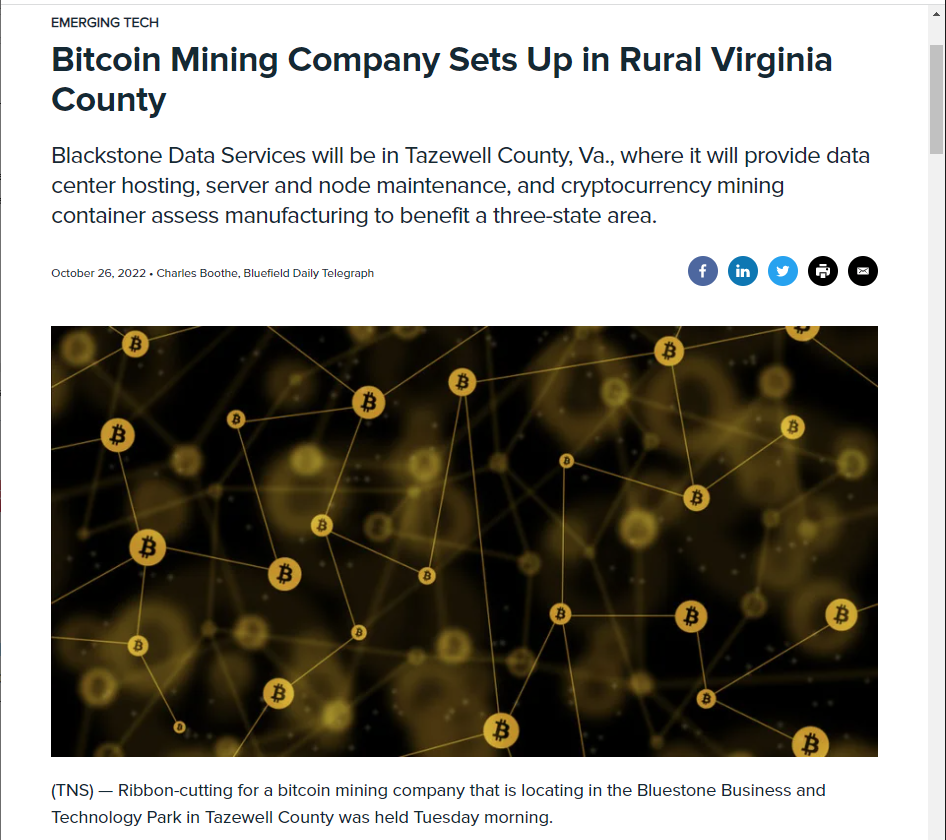 EMERGING TECH
Bitcoin Mining Company Sets Up in Rural Virginia
County
Blackstone Data Services will be in Tazewell County, Va., where it will provide data
center hosting, server and node maintenance, and cryptocurrency mining
container assess manufacturing to benefit a three-state area.
October 26, 2022 • Charles Boothe, Bluefield Daily Telegraph
(TNS) — Ribbon-cutting for a bitcoin mining company that is locating in the Bluestone Business and
Technology Park in Tazewell County was held Tuesday morning.